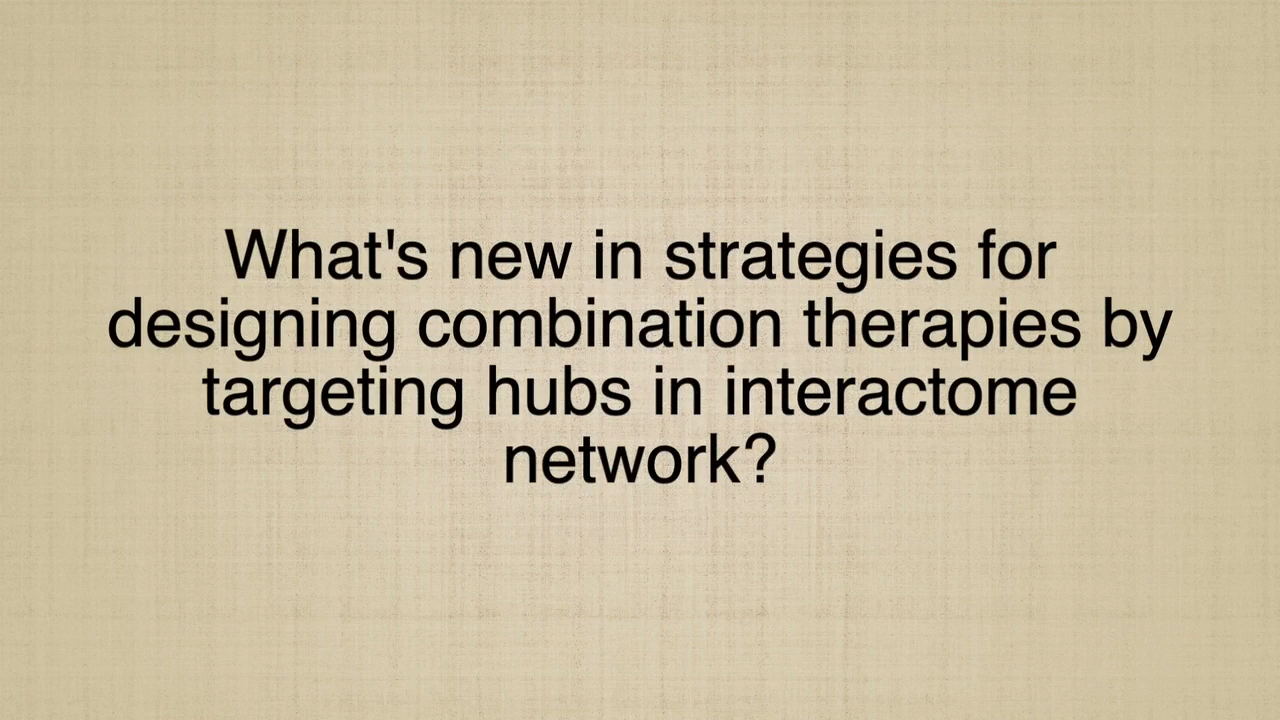 What's new in strategies for
designing combination therapies by
targeting hubs in interactome
network?